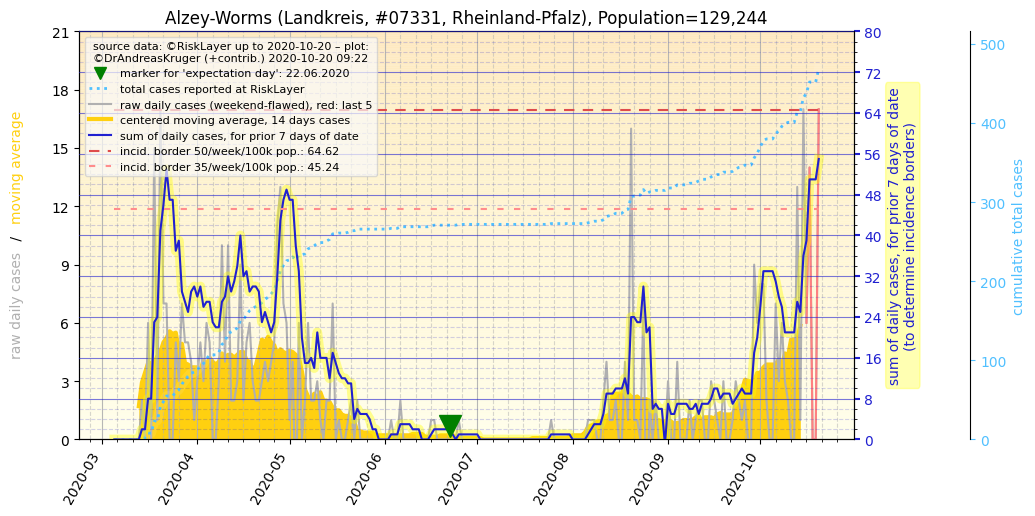 Alzey-Worms (Landkreis, #07331, Rheinland-Pfalz), Population=129,244
source data: ©RiskLayer up to 2020-10-20 – plot:
©DrAndreasKruger (+contrib.) 2020-10-20 09:22
marker for 'expectation day': 22.06.2020
total cases reported at RiskLayer
raw daily cases (weekend-flawed), red: last 5
centered moving average, 14 days cases
sum of daily cases, for prior 7 days of date
incid. border 50/week/100k pop.: 64.62
incid. border 35/week/100k pop.: 45.24
raw daily cases / moving average
21
18
15
12
9
6
3
0
2020-03
2020-04
2020-05
2020-06
2020-07
2020-08
2020-09
2020-10
80
72
64
56
48
40
32
24
16
8
0
sum of daily cases, for prior 7 days of date
(to determine, incidence borders)
500
400
300
200
100
0
cumulative total cases